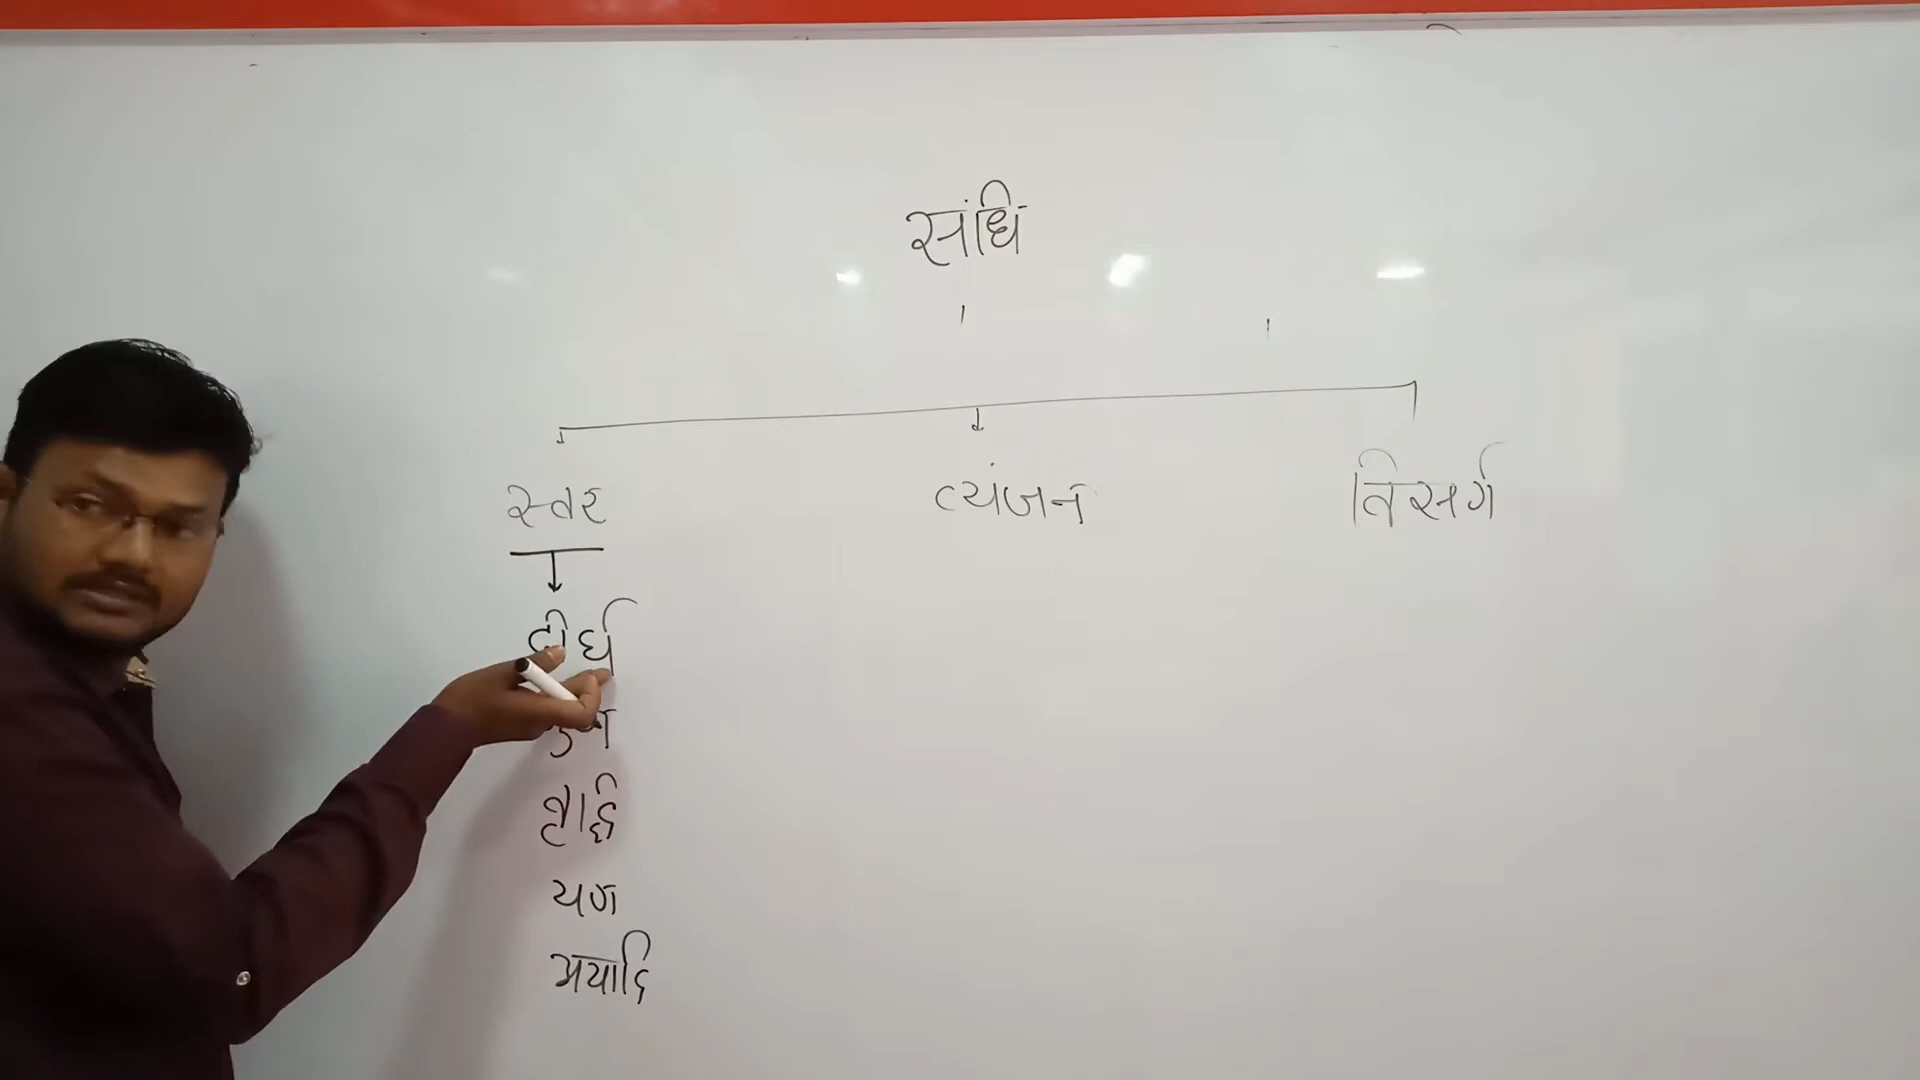 संधि
स्वर व्यंजन विसर्ग
दीर्घ
वृद्धि
यण
अयादि